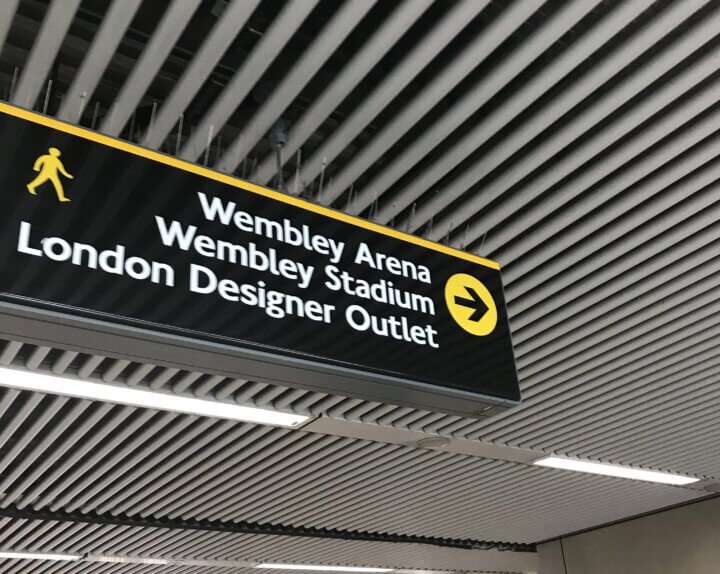 Wembley Arena
Wembley Stadium
London Designer Outlet